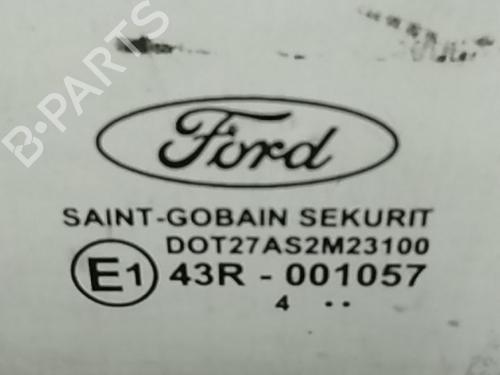 B-PARTS
Ford
SAINT-GOBAIN SEKURIT
DOT27AS2M23100
E1 43R - 001057
4 ..